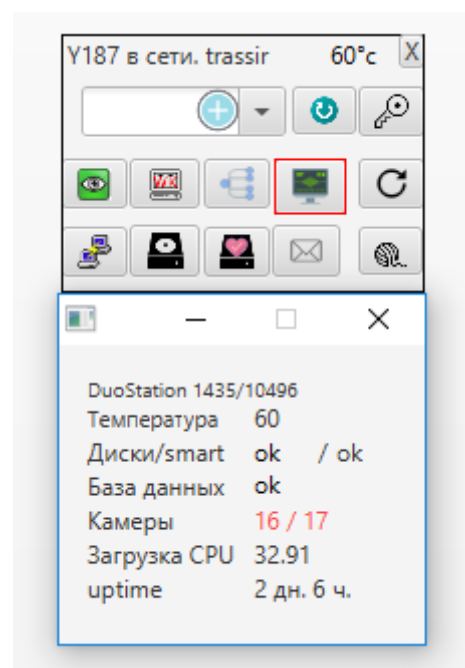 Y187 в сети. trassir 60°c X
DuoStation 1435/10496
Температура 60
Диски/smart ok / ok
База данных ok
Камеры 16 / 17
Загрузка CPU 32.91
uptime 2 дн. 6 ч.